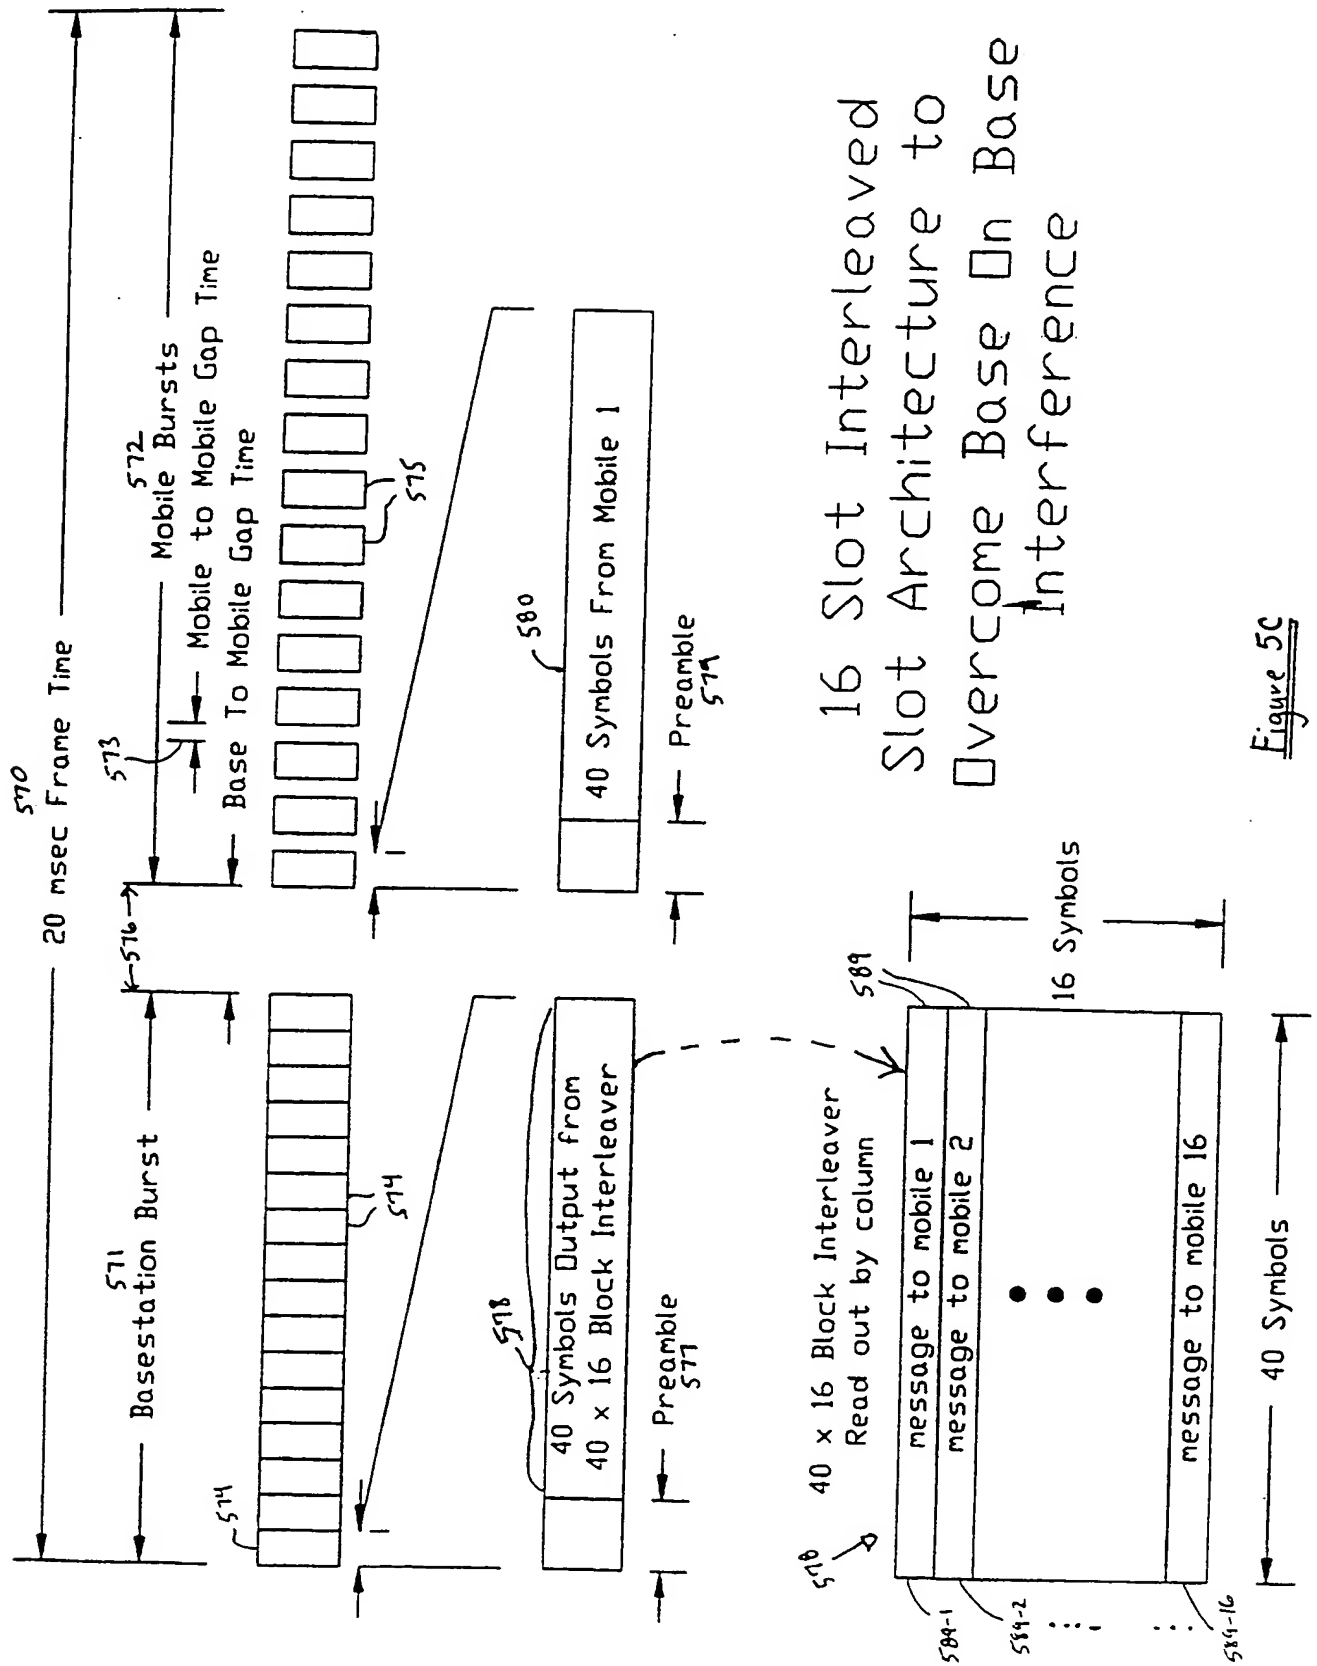 570
20 msec Frame Time
571
Basestation Burst
576
572
Mobile Bursts
573
Mobile to Mobile Gap Time
Base To Mobile Gap Time
574
574
575
578
40 Symbols Output from
40 x 16 Block Interleaver
Preamble
577
580
40 Symbols From Mobile 1
Preamble
579
578
40 x 16 Block Interleaver
Read out by column
589
message to mobile 1
message to mobile 2
message to mobile 16
589-1
589-2
589-16
16 Symbols
40 Symbols
16 Slot Interleaved
Slot Architecture to
Overcome Base On Base
Interference
Figure 5C